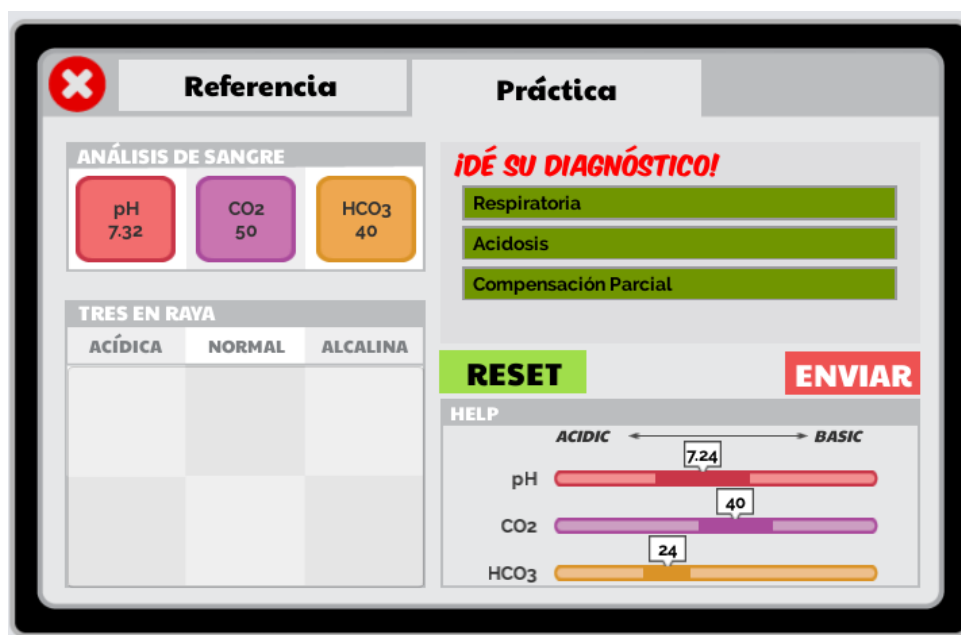 Referencia
Práctica
ANÁLISIS DE SANGRE
pH
7.32
CO2
50
HCO3
40
TRES EN RAYA
ACÍDICA NORMAL ALCALINA
¡DÉ SU DIAGNÓSTICO!
Respiratoria
Acidosis
Compensación Parcial
RESET
ENVIAR
HELP
ACIDIC BASIC
7.24
pH
40
CO2
24
HCO3